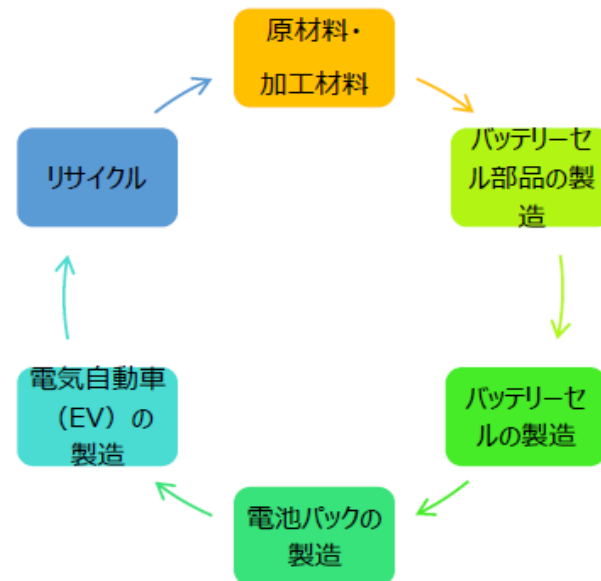 原材料・
加工材料
バッテリーセ
ル部品の製
造
バッテリーセ
ルの製造
電池パックの
製造
電気自動車
（EV）の
製造
リサイクル